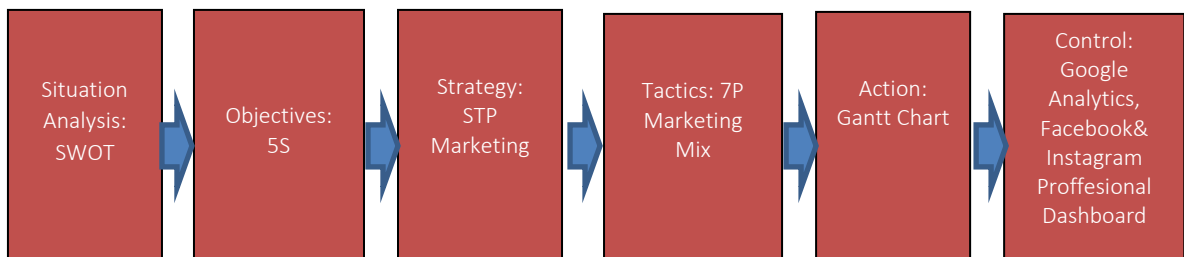 Situation
Analysis:
SWOT
Objectives:
5S
Strategy:
STP
Marketing
Tactics: 7P
Marketing
Mix
Action:
Gantt Chart
Control:
Google
Analytics,
Facebook&
Instagram
Proffesional
Dashboard